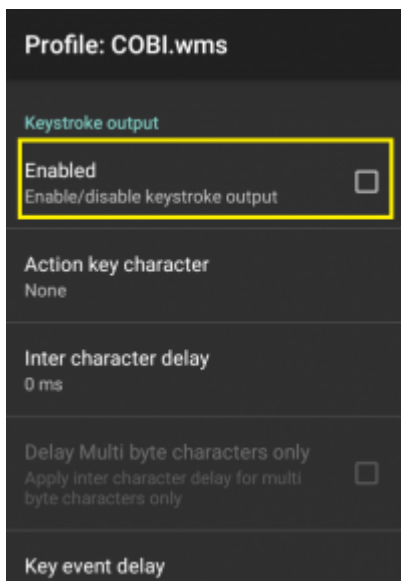 Profile: COBI.wms
Keystroke output
Enabled
Enable/disable keystroke output
Action key character
None
Inter character delay
0 ms
Delay Multi byte characters only
Apply inter character delay for multi
byte characters only
Key event delay